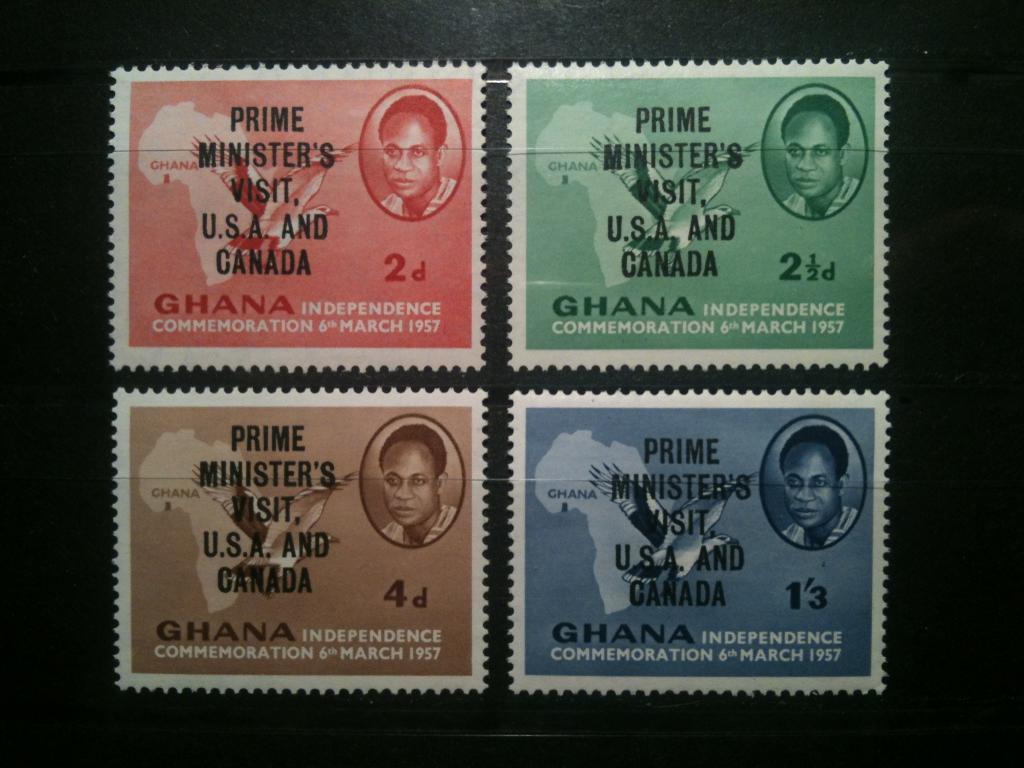 PRIME
MINISTER'S
VISIT,
U.S.A. AND
CANADA
GHANA
2d
GHANA INDEPENDENCE
COMMEMORATION 6th MARCH 1957
PRIME
MINISTER'S
VISIT,
U.S.A. AND
CANADA
GHANA
2½d
GHANA INDEPENDENCE
COMMEMORATION 6th MARCH 1957
PRIME
MINISTER'S
VISIT,
U.S.A. AND
CANADA
GHANA
4d
GHANA INDEPENDENCE
COMMEMORATION 6th MARCH 1957
PRIME
MINISTER'S
VISIT,
U.S.A. AND
CANADA
GHANA
1'3
GHANA INDEPENDENCE
COMMEMORATION 6th MARCH 1957